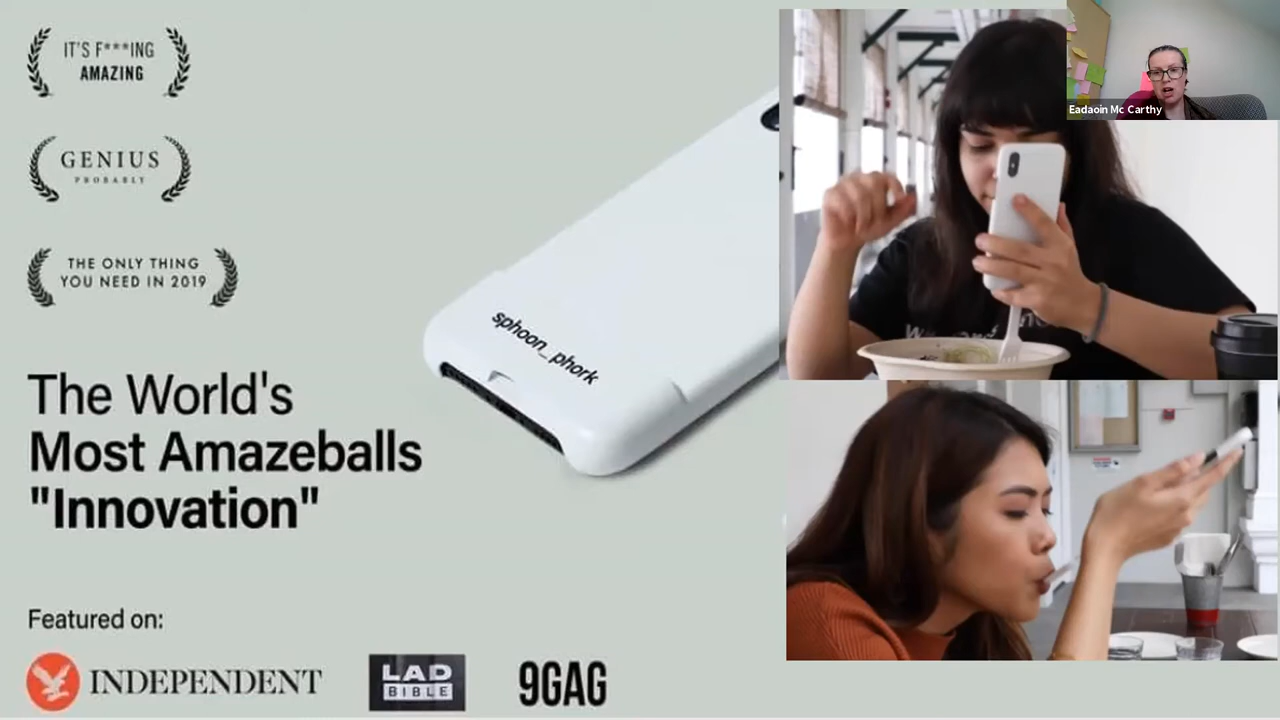 IT'S F***ING
AMAZING
GENIUS
PROBABLY
THE ONLY THING
YOU NEED IN 2019
The World's
Most Amazeballs
"Innovation"
Featured on:
INDEPENDENT
LAD
BIBLE
9GAG
sphoon_phork
Eadaoin Mc Carthy